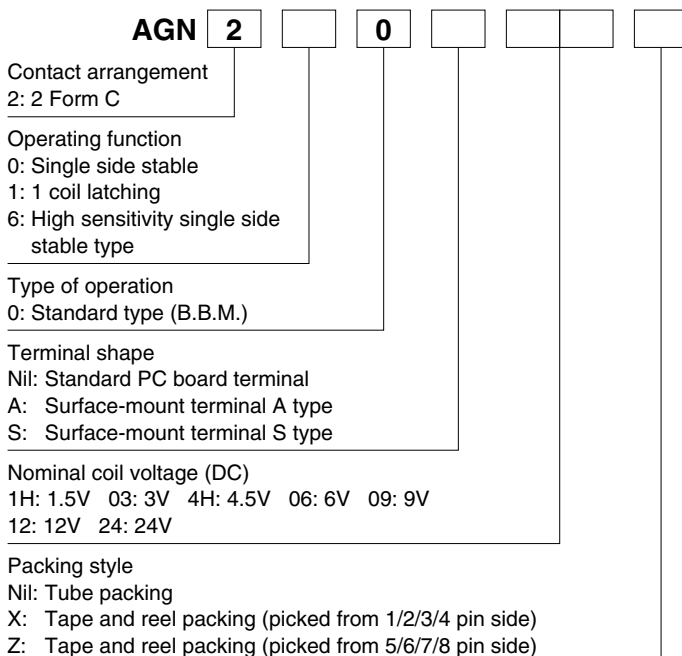 AGN 2 0
Contact arrangement
2: 2 Form C
Operating function
0: Single side stable
1: 1 coil latching
6: High sensitivity single side
stable type
Type of operation
0: Standard type (B.B.M.)
Terminal shape
Nil: Standard PC board terminal
A: Surface-mount terminal A type
S: Surface-mount terminal S type
Nominal coil voltage (DC)
1H: 1.5V 03: 3V 4H: 4.5V 06: 6V 09: 9V
12: 12V 24: 24V
Packing style
Nil: Tube packing
X: Tape and reel packing (picked from 1/2/3/4 pin side)
Z: Tape and reel packing (picked from 5/6/7/8 pin side)